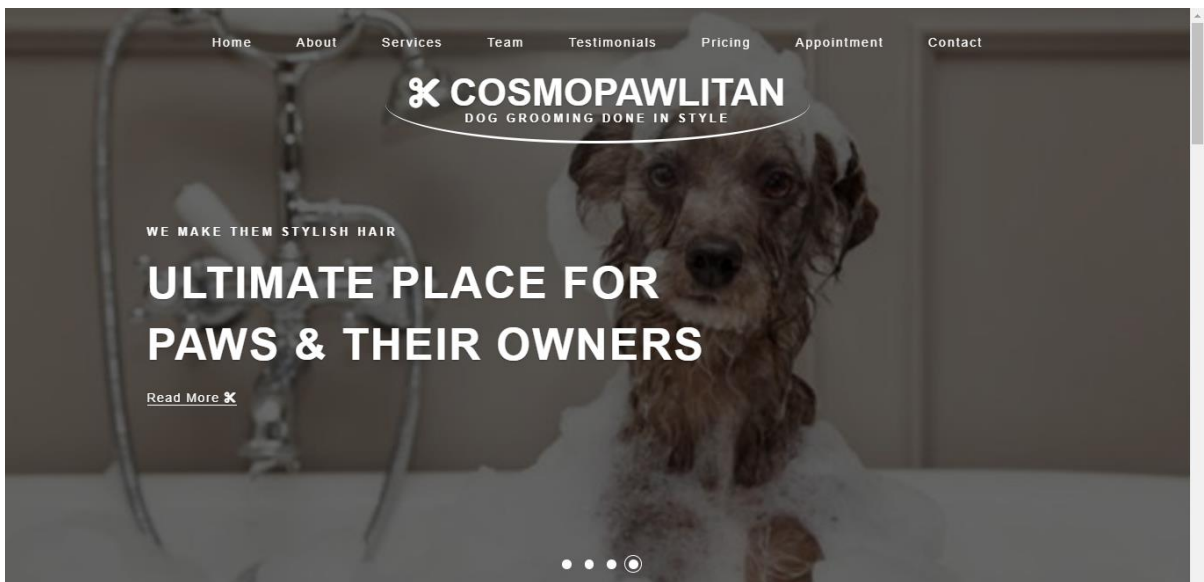 Home About Services Team Testimonials Pricing Appointment Contact
COSMOPAWLITAN
DOG GROOMING DONE IN STYLE
WE MAKE THEM STYLISH HAIR
ULTIMATE PLACE FOR
PAWS & THEIR OWNERS
Read More